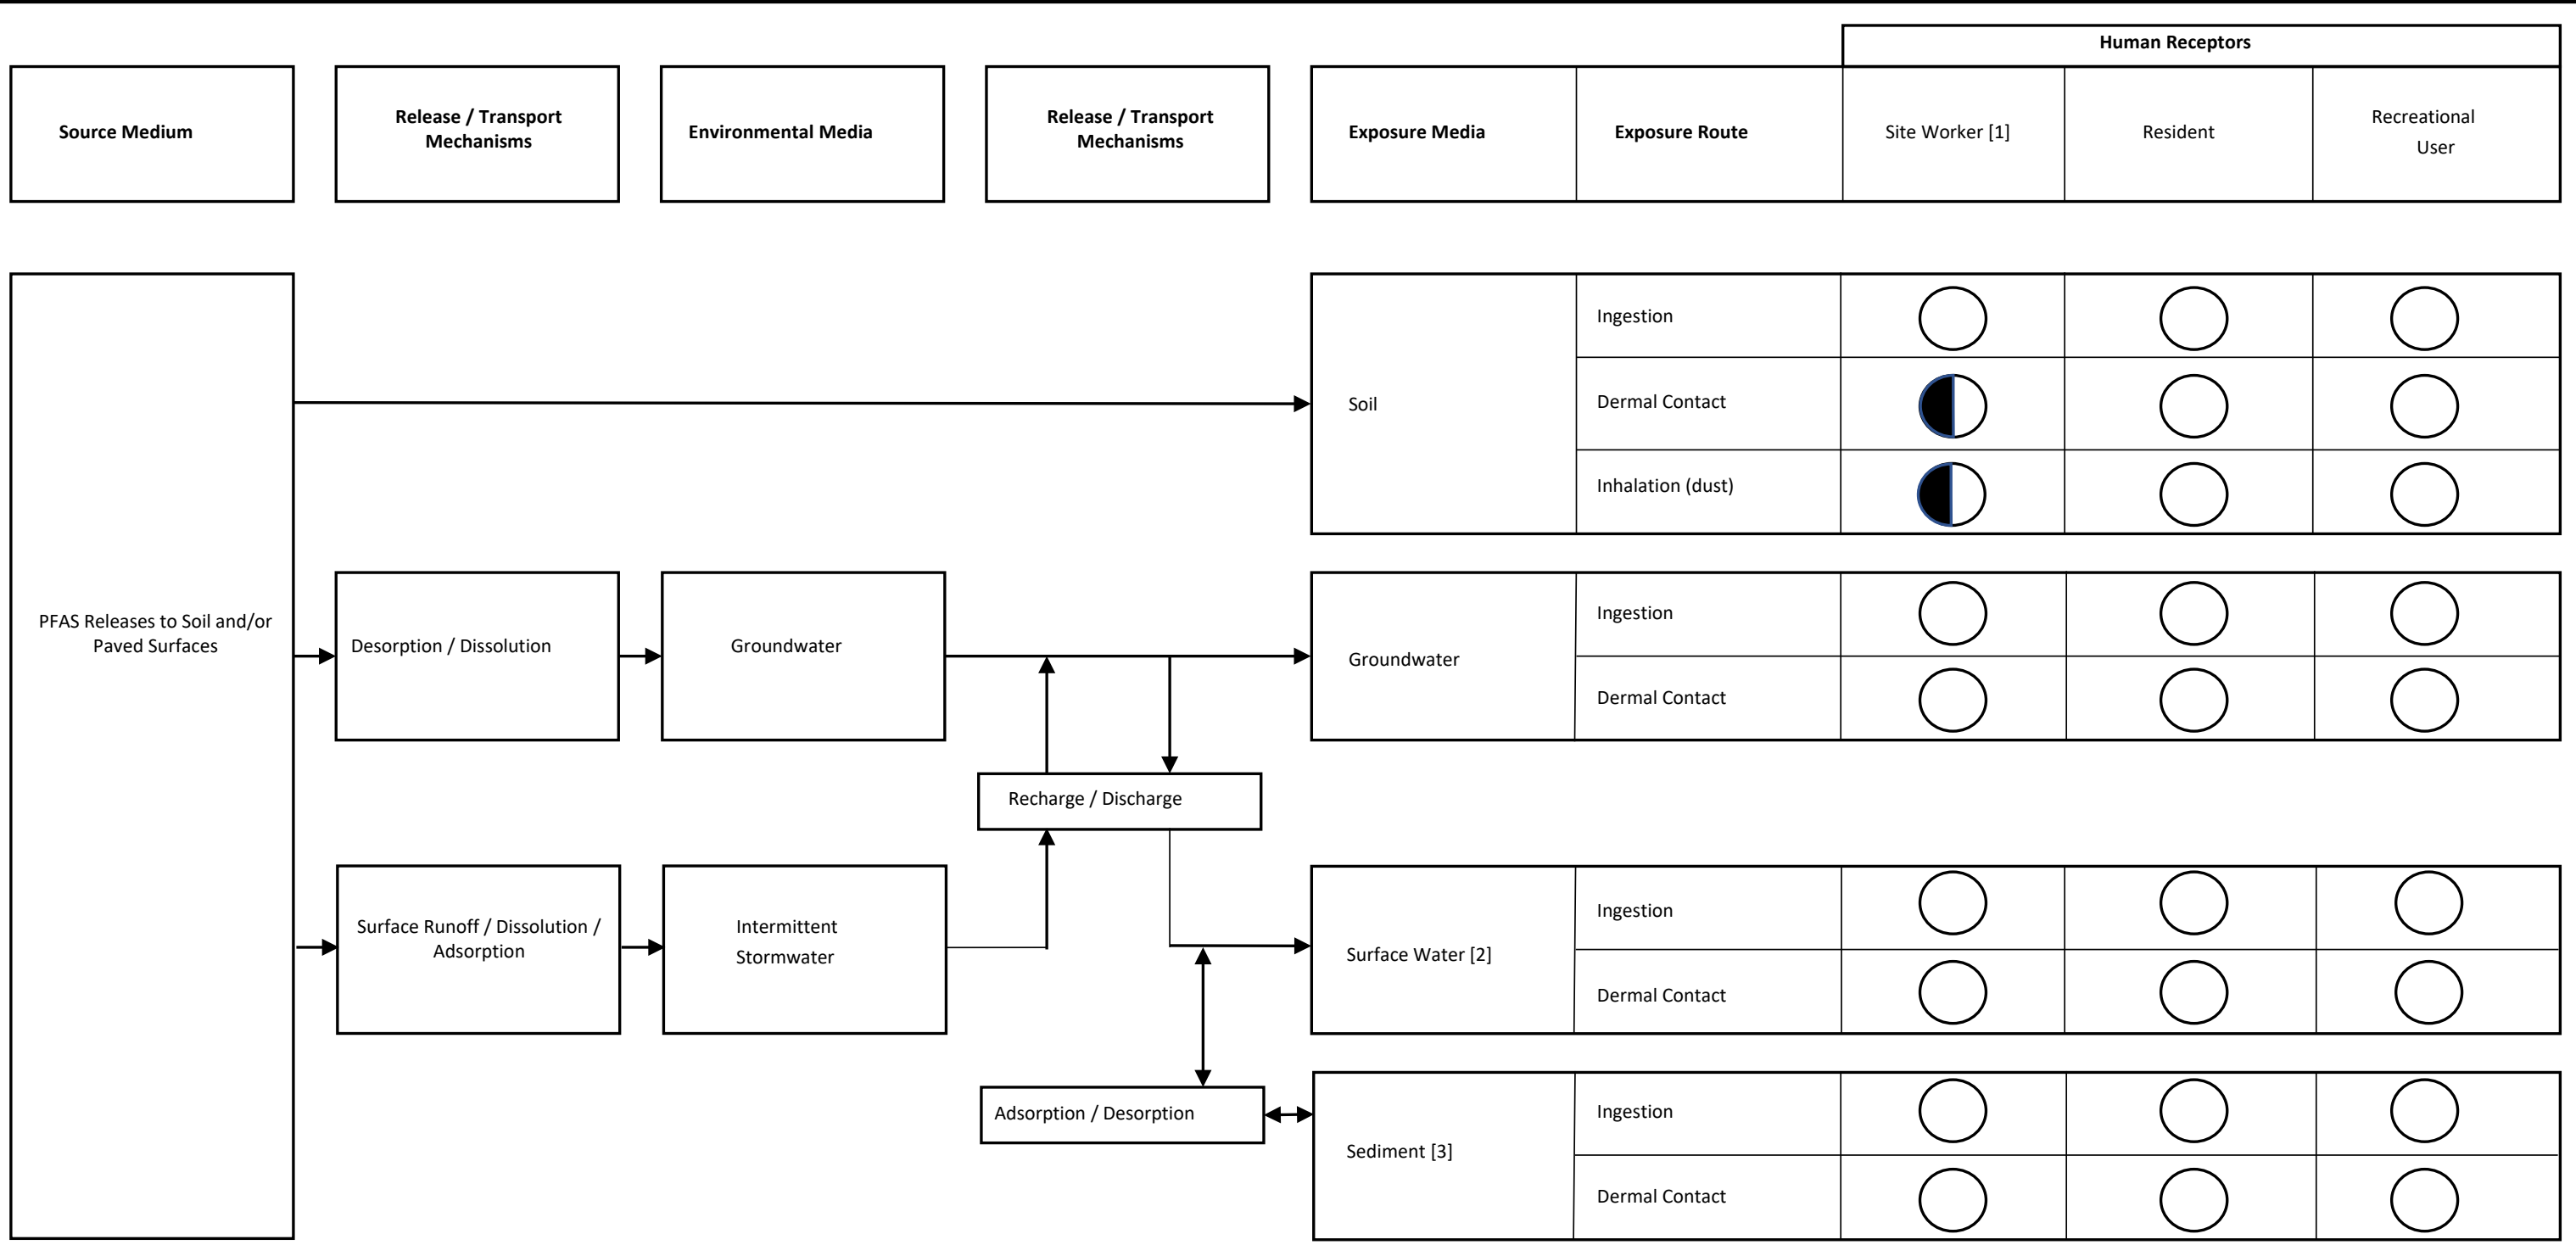 Human Receptors
Source Medium
Release / Transport
Mechanisms
Environmental Media
Release / Transport
Mechanisms
Exposure Media
Exposure Route
Site Worker [1]
Resident
Recreational
User
Soil
Ingestion
Dermal Contact
Inhalation (dust)
PFAS Releases to Soil and/or
Paved Surfaces
Desorption / Dissolution
Groundwater
Groundwater
Ingestion
Dermal Contact
Recharge / Discharge
Surface Runoff / Dissolution /
Adsorption
Intermittent
Stormwater
Surface Water [2]
Ingestion
Dermal Contact
Adsorption / Desorption
Sediment [3]
Ingestion
Dermal Contact